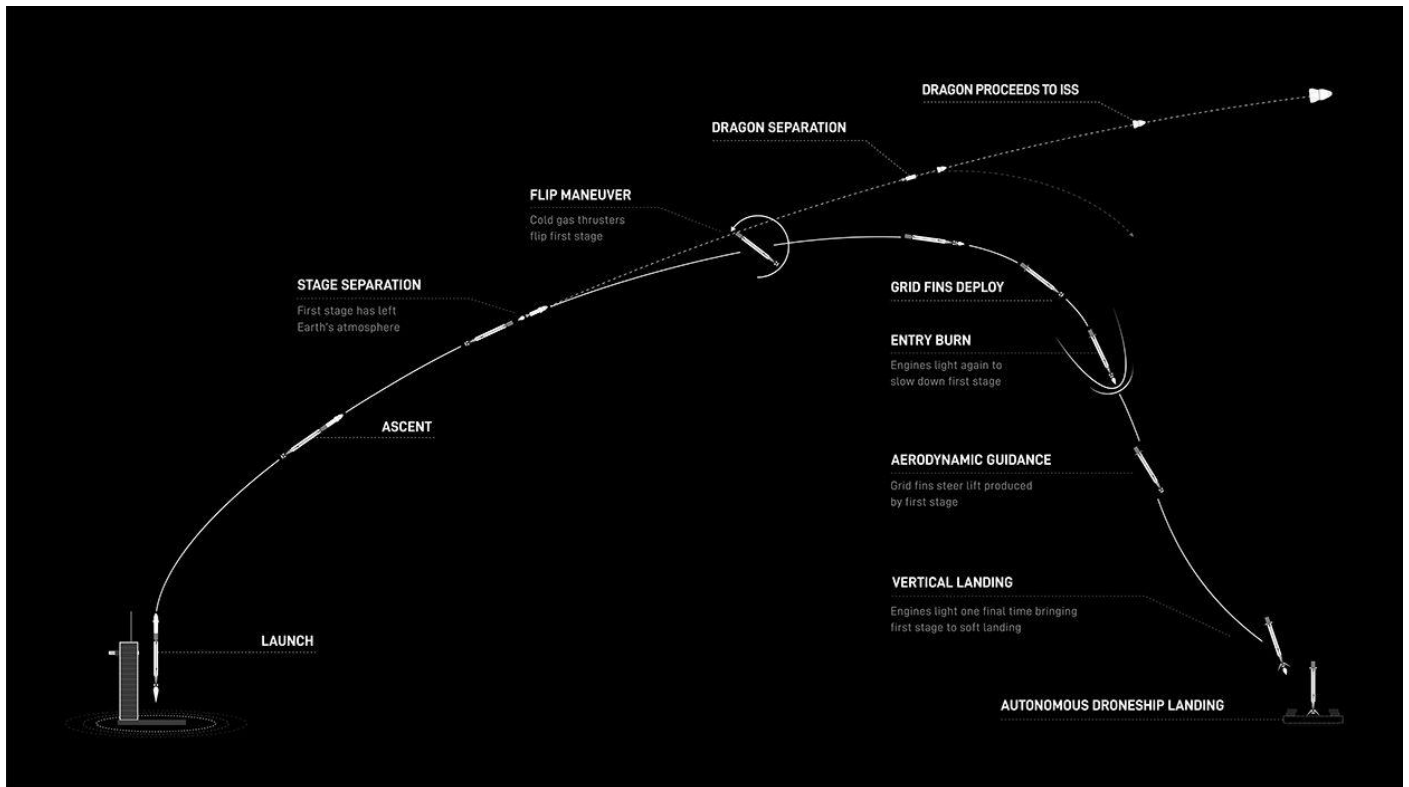 DRAGON PROCEEDS TO ISS
DRAGON SEPARATION
FLIP MANEUVER
Cold gas thrusters
flip first stage
STAGE SEPARATION
First stage has left
Earth's atmosphere
GRID FINS DEPLOY
ENTRY BURN
Engines light again to
slow down first stage
ASCENT
AERODYNAMIC GUIDANCE
Grid fins steer lift produced
by first stage
VERTICAL LANDING
Engines light one final time bringing
first stage to soft landing
LAUNCH
AUTONOMOUS DRONESHIP LANDING